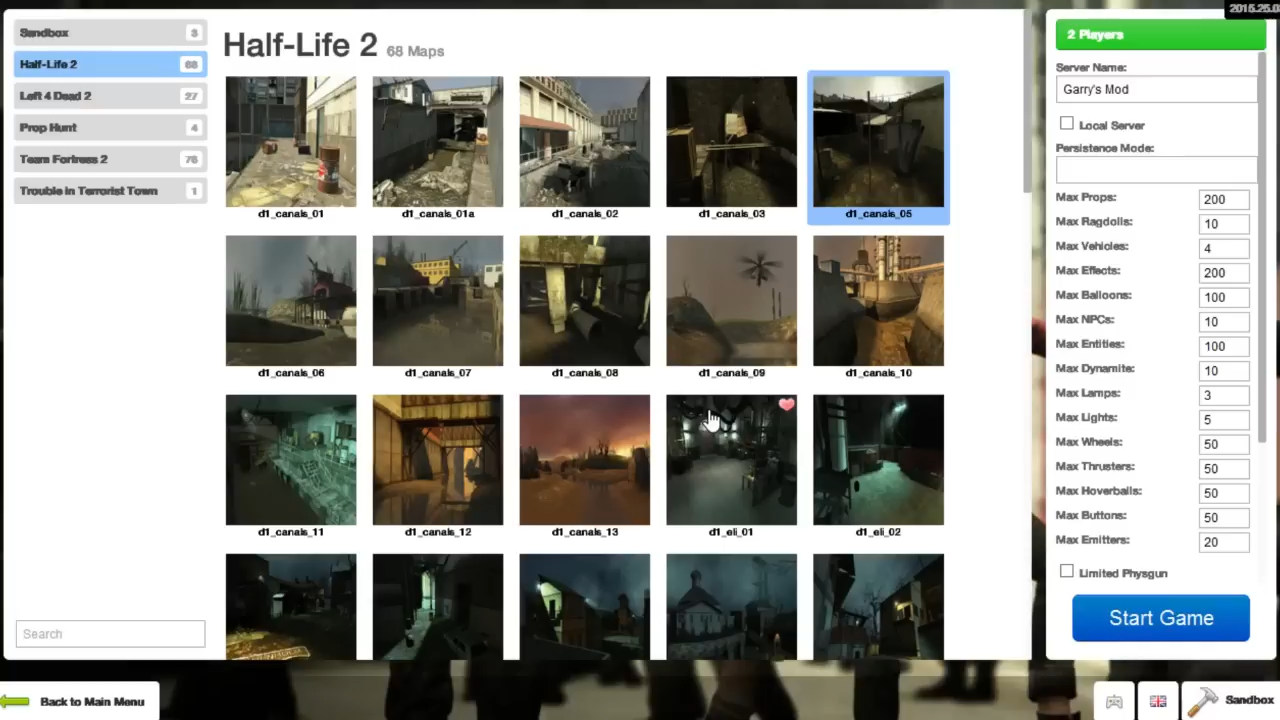 2015.25.0
Sandbox 3
Half-Life 2 68
Left 4 Dead 2 27
Prop Hunt 4
Team Fortress 2 76
Trouble in Terrorist Town 1
Search
Half-Life 2 68 Maps
d1_canals_01 d1_canals_01a d1_canals_02 d1_canals_03 d1_canals_05
d1_canals_06 d1_canals_07 d1_canals_08 d1_canals_09 d1_canals_10
d1_canals_11 d1_canals_12 d1_canals_13 d1_eli_01 d1_eli_02
2 Players
Server Name:
Garry's Mod
Local Server
Persistence Mode:
Max Props: 200
Max Ragdolls: 10
Max Vehicles: 4
Max Effects: 200
Max Balloons: 100
Max NPCs: 10
Max Entities: 100
Max Dynamite: 10
Max Lamps: 3
Max Lights: 5
Max Wheels: 50
Max Thrusters: 50
Max Hoverballs: 50
Max Buttons: 50
Max Emitters: 20
Limited Physgun
Start Game
Back to Main Menu
Sandbox